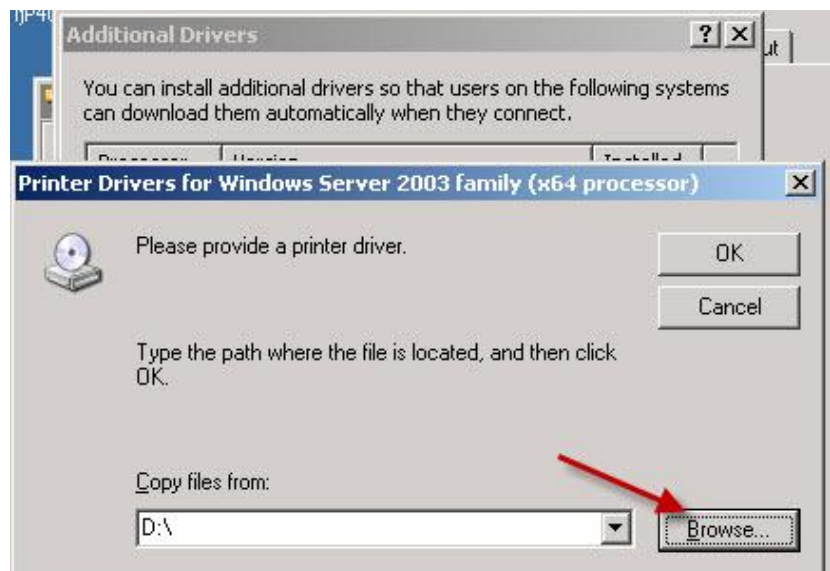 Additional Drivers
You can install additional drivers so that users on the following systems
can download them automatically when they connect.
Printer Drivers for Windows Server 2003 family (x64 processor)
Please provide a printer driver.
OK
Cancel
Type the path where the file is located, and then click
OK.
Copy files from:
D:\
Browse...